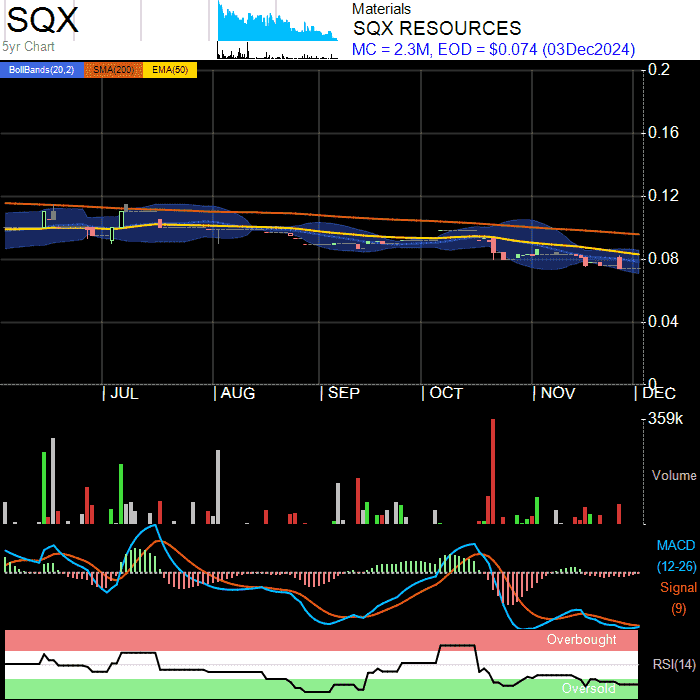 SQX
5yr Chart
Materials
SQX RESOURCES
MC = 2.3M, EOD = $0.074 (03Dec2024)
BollBands(20,2) SMA(200) EMA(50)
0.2
0.16
0.12
0.08
0.04
0
JUL AUG SEP OCT NOV DEC
359k
Volume
MACD
(12-26)
Signal
(9)
Overbought
RSI(14)
Oversold